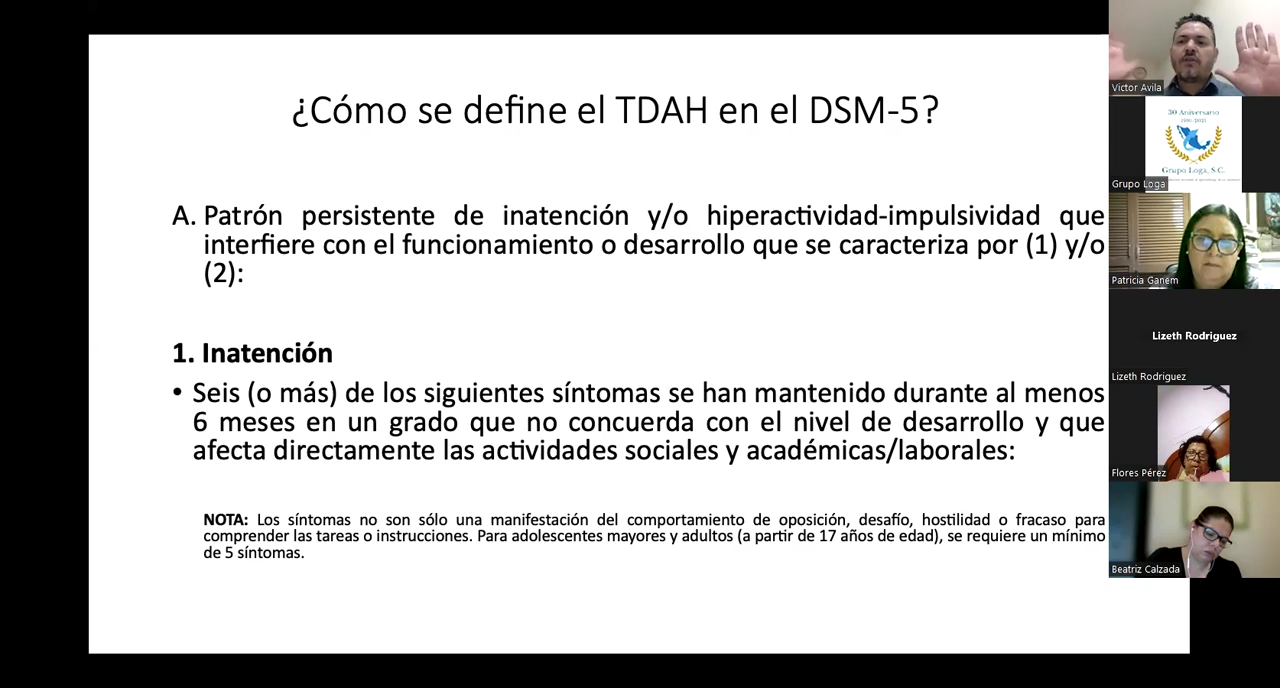 ¿Cómo se define el TDAH en el DSM-5?
A. Patrón persistente de inatención y/o hiperactividad-impulsividad que
interfiere con el funcionamiento o desarrollo que se caracteriza por (1) y/o
(2):
1. Inatención
• Seis (o más) de los siguientes síntomas se han mantenido durante al menos
6 meses en un grado que no concuerda con el nivel de desarrollo y que
afecta directamente las actividades sociales y académicas/laborales:
NOTA: Los síntomas no son sólo una manifestación del comportamiento de oposición, desafío, hostilidad o fracaso para
comprender las tareas o instrucciones. Para adolescentes mayores y adultos (a partir de 17 años de edad), se requiere un mínimo
de 5 síntomas.
Victor Avila
30 Aniversario
Grupo Loga, S.C.
Grupo Loga
Patricia Ganem
Lizeth Rodriguez
Lizeth Rodriguez
Flores Pérez
Beatriz Calzada